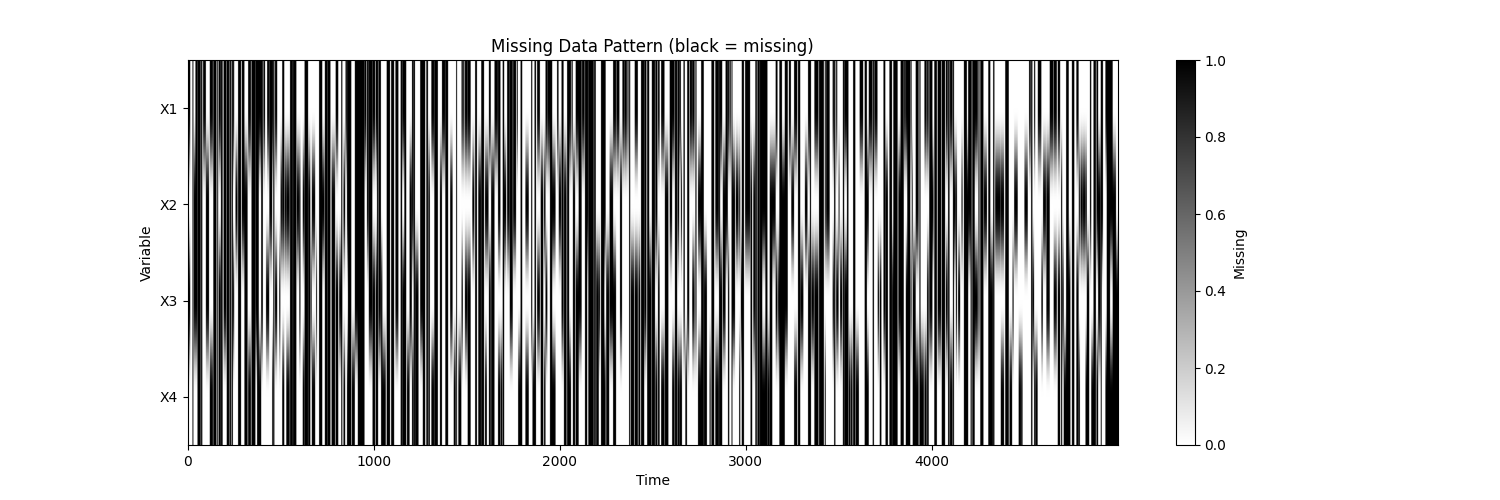 Missing Data Pattern (black = missing)
X1
X2
X3
X4
Variable
0
1000
2000
3000
4000
Time
1.0
0.8
0.6
0.4
0.2
0.0
Missing